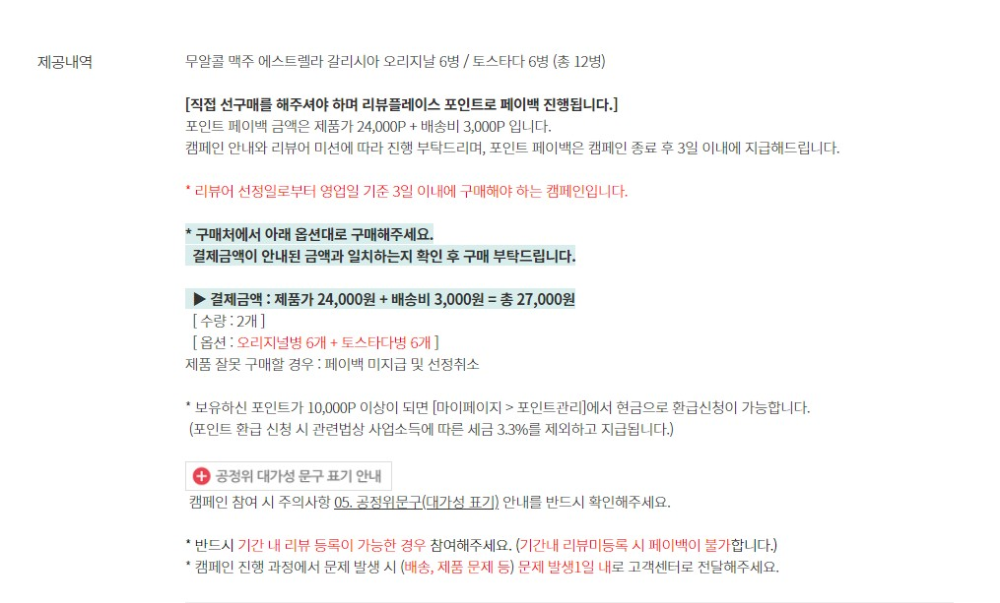 제공내역
무알콜 맥주 에스트렐라 갈리시아 오리지날 6병 / 토스타다 6병 (총 12병)
[직접 선구매를 해주셔야 하며 리뷰플레이스 포인트로 페이백 진행됩니다.]
포인트 페이백 금액은 제품가 24,000P + 배송비 3,000P 입니다.
캠페인 안내와 리뷰어 미션에 따라 진행 부탁드리며, 포인트 페이백은 캠페인 종료 후 3일 이내에 지급해드립니다.
* 리뷰어 선정일로부터 영업일 기준 3일 이내에 구매해야 하는 캠페인입니다.
* 구매처에서 아래 옵션대로 구매해주세요.
결제금액이 안내된 금액과 일치하는지 확인 후 구매 부탁드립니다.
▶ 결제금액 : 제품가 24,000원 + 배송비 3,000원 = 총 27,000원
[ 수량 : 2개 ]
[ 옵션 : 오리지널병 6개 + 토스타다병 6개 ]
제품 잘못 구매할 경우 : 페이백 미지급 및 선정취소
* 보유하신 포인트가 10,000P 이상이 되면 [마이페이지 > 포인트관리]에서 현금으로 환급신청이 가능합니다.
(포인트 환급 신청 시 관련법상 사업소득에 따른 세금 3.3%를 제외하고 지급됩니다.)
공정위 대가성 문구 표기 안내
캠페인 참여 시 주의사항 05. 공정위문구(대가성 표기) 안내를 반드시 확인해주세요.
* 반드시 기간 내 리뷰 등록이 가능한 경우 참여해주세요. (기간내 리뷰미등록 시 페이백이 불가합니다.)
* 캠페인 진행 과정에서 문제 발생 시 (배송, 제품 문제 등) 문제 발생1일 내로 고객센터로 전달해주세요.